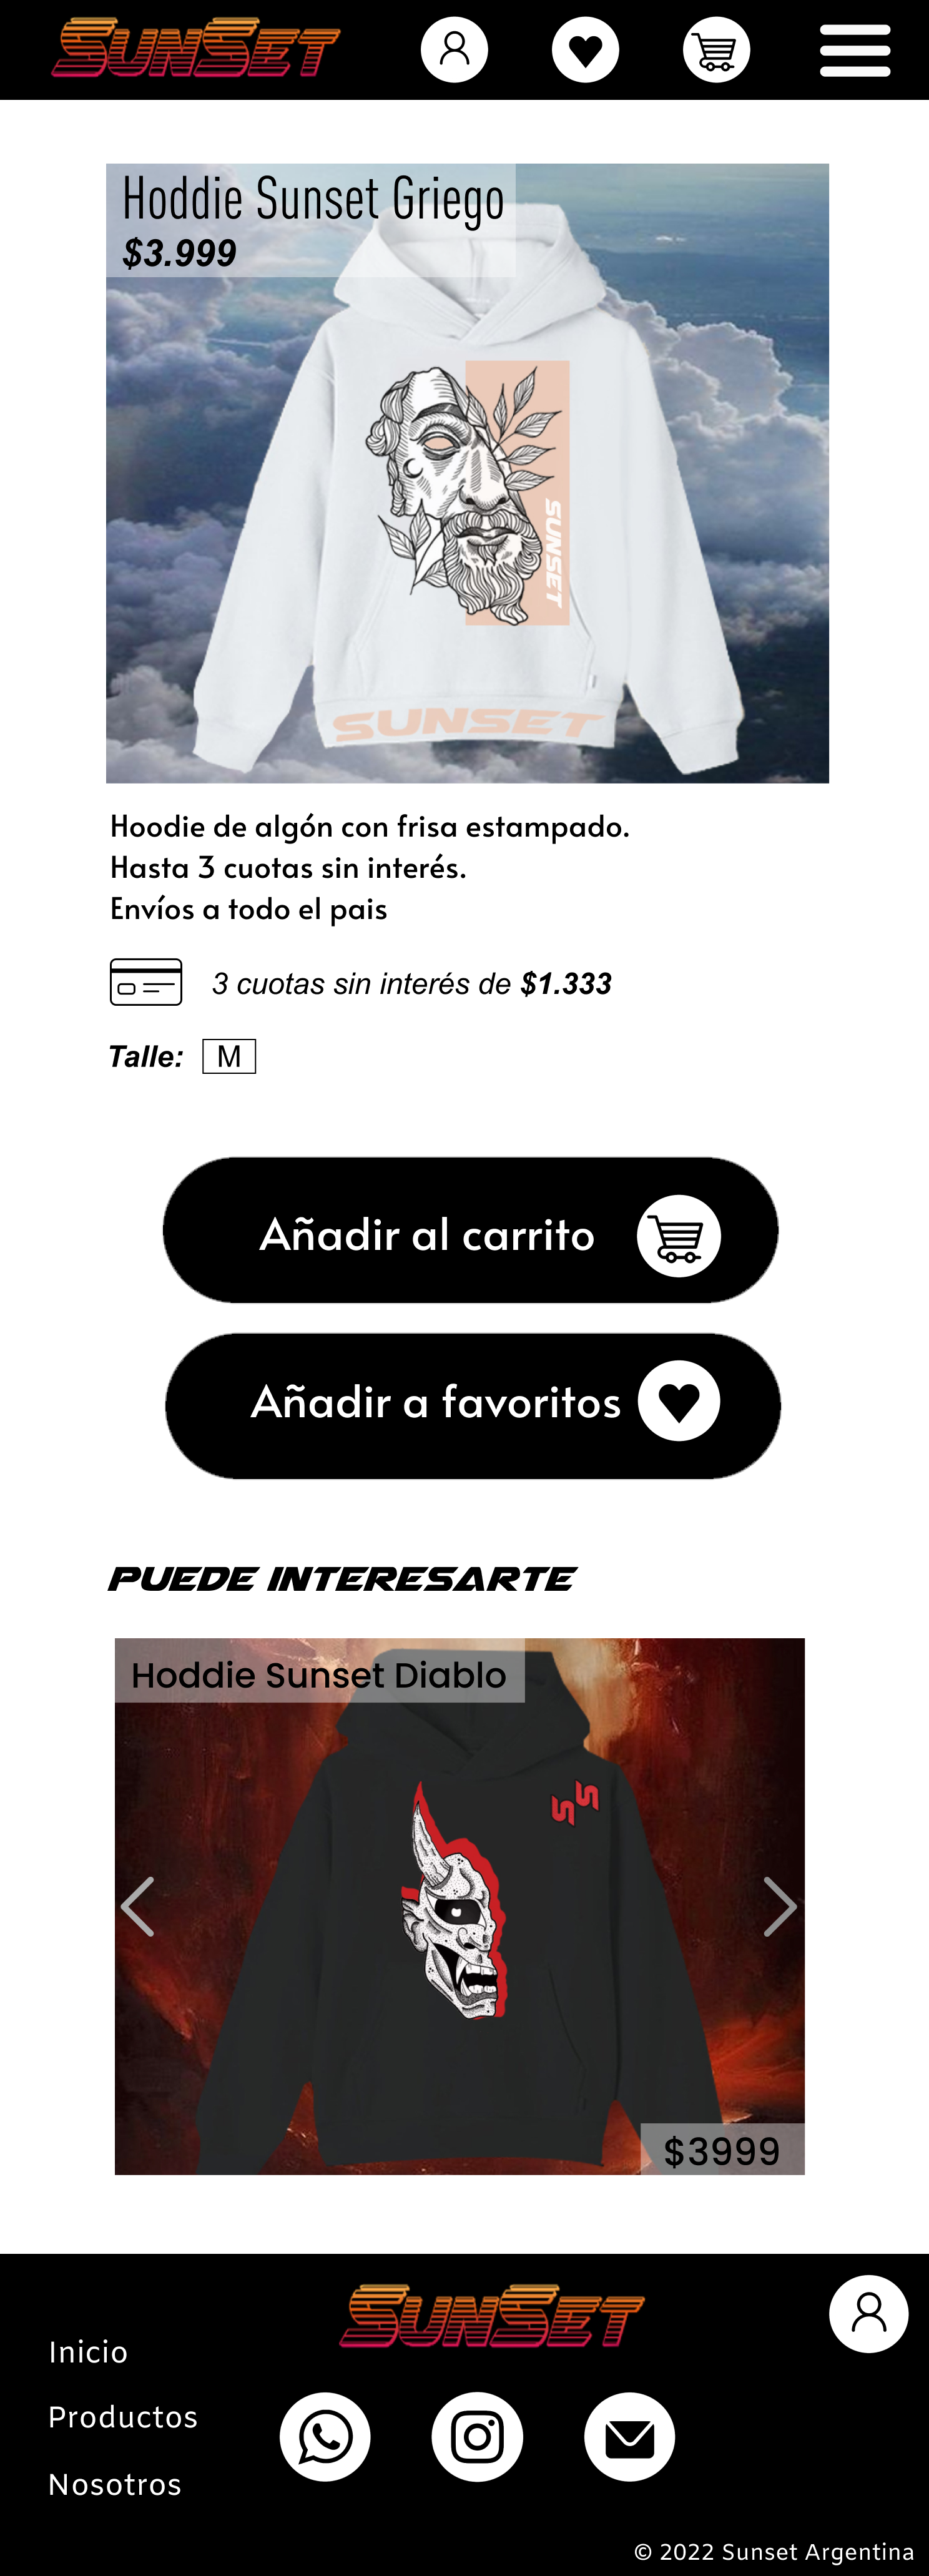 SUNSET
Hoddie Sunset Griego
$3.999
SUNSET
SUNSET
Hoodie de algón con frisa estampado.
Hasta 3 cuotas sin interés.
Envíos a todo el pais
3 cuotas sin interés de $1.333
Talle: M
Añadir al carrito
Añadir a favoritos
PUEDE INTERESARTE
Hoddie Sunset Diablo
$3999
SUNSET
Inicio
Productos
Nosotros
© 2022 Sunset Argentina